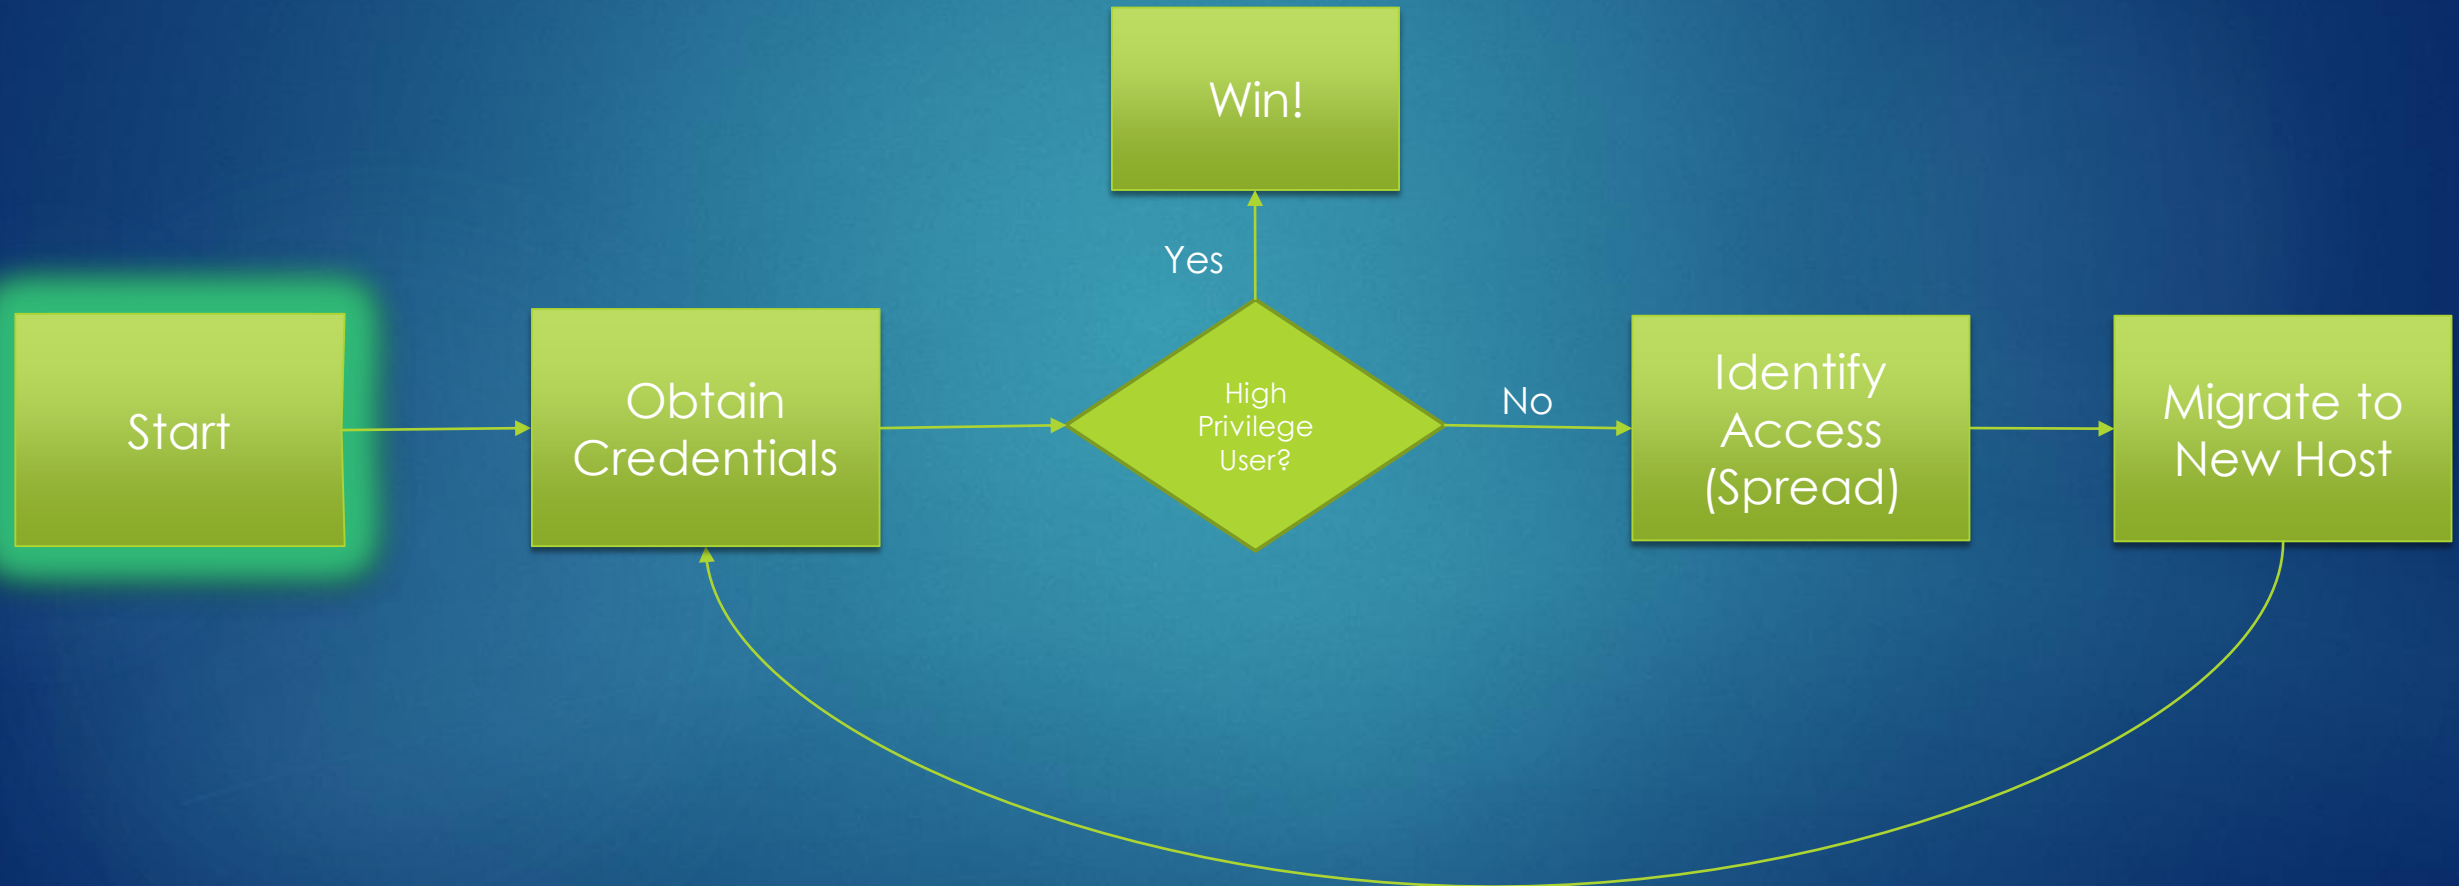 Win!
Yes
Start
Obtain
Credentials
High
Privilege
User?
No
Identify
Access
(Spread)
Migrate to
New Host